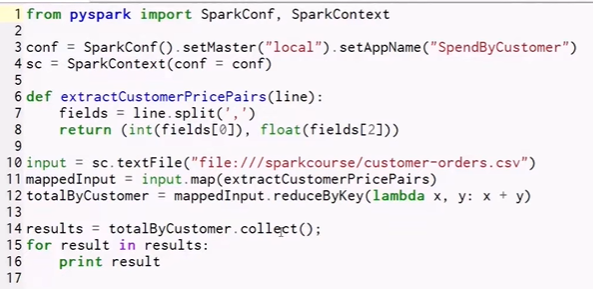 1 from pyspark import SparkConf, SparkContext
2
3 conf = SparkConf().setMaster("local").setAppName("SpendByCustomer")
4 sc = SparkContext(conf = conf)
5
6 def extractCustomerPricePairs(line):
7     fields = line.split(',')
8     return (int(fields[0]), float(fields[2]))
9
10 input = sc.textFile("file:///sparkcourse/customer-orders.csv")
11 mappedInput = input.map(extractCustomerPricePairs)
12 totalByCustomer = mappedInput.reduceByKey(lambda x, y: x + y)
13
14 results = totalByCustomer.collect();
15 for result in results:
16     print result
17